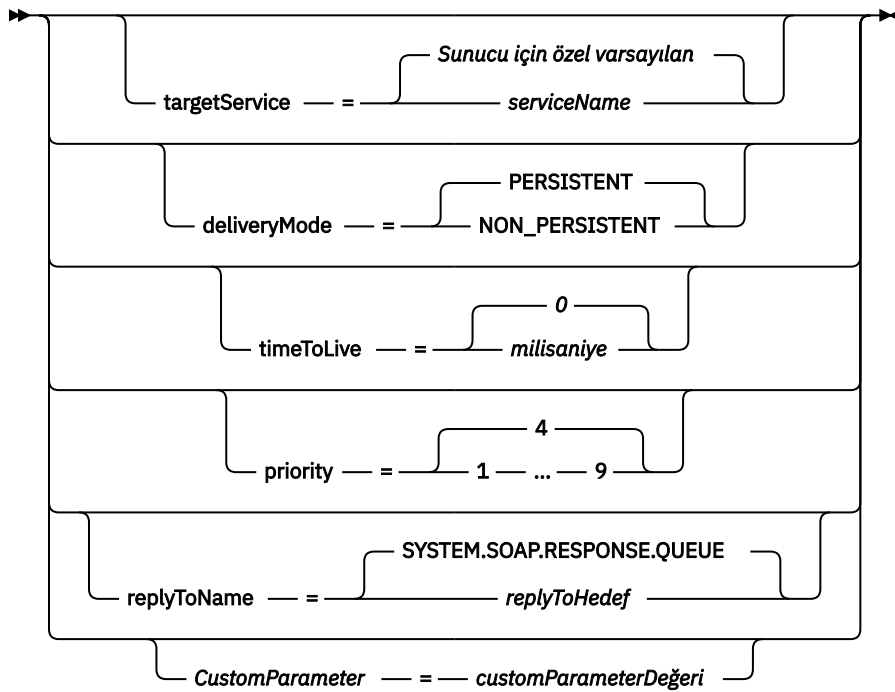 Sunucu için özel varsayılan
targetService = serviceName
PERSISTENT
deliveryMode = NON_PERSISTENT
0
timeToLive = milisaniye
4
priority = 1 ... 9
SYSTEM.SOAP.RESPONSE.QUEUE
replyToName = replyToHedef
CustomParameter = customParameterDeğeri